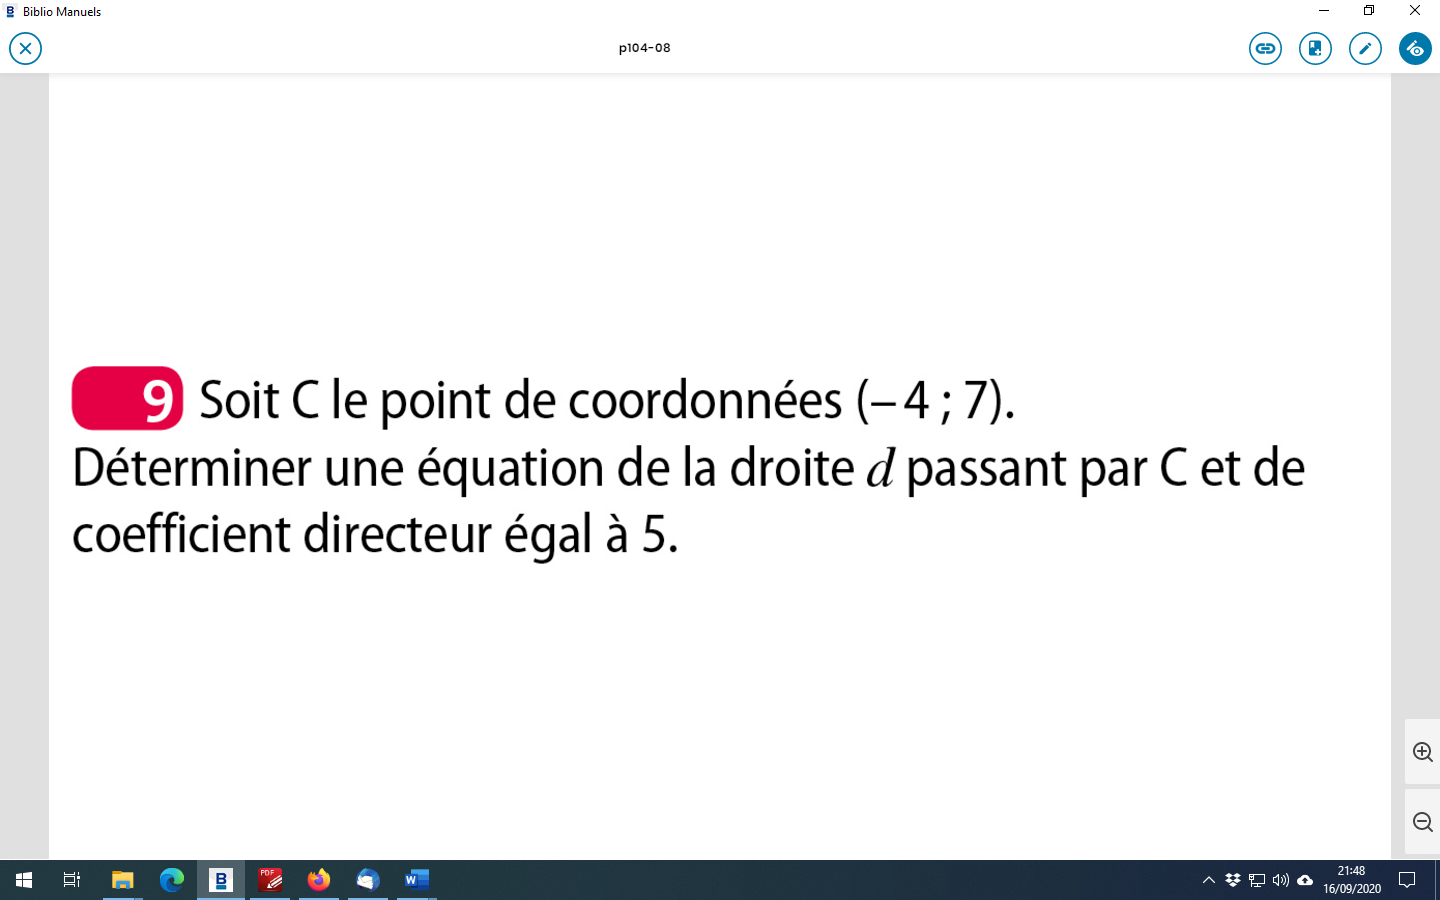 Biblio Manuels
p104-08
9 Soit C le point de coordonnées (– 4 ; 7).
Déterminer une équation de la droite d passant par C et de
coefficient directeur égal à 5.
21:48
16/09/2020